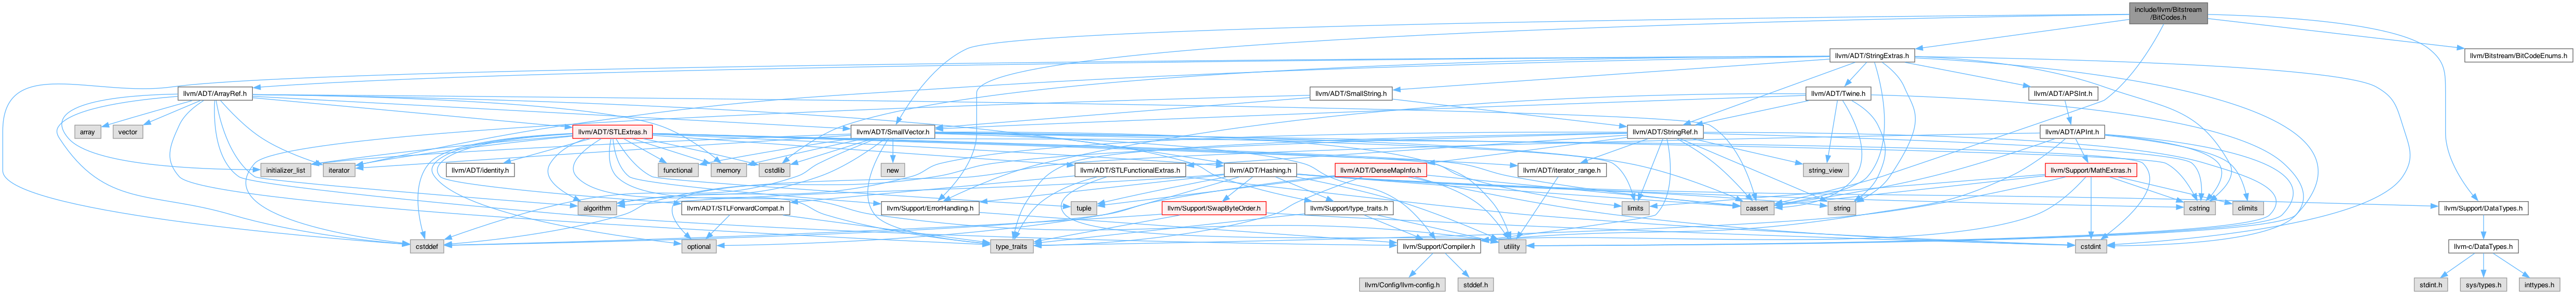 include/llvm/Bitstream
/BitCodes.h
llvm/ADT/StringExtras.h
llvm/Bitstream/BitCodeEnums.h
llvm/ADT/ArrayRef.h
llvm/ADT/SmallString.h
llvm/ADT/Twine.h
llvm/ADT/APSInt.h
array
vector
llvm/ADT/STLExtras.h
llvm/ADT/SmallVector.h
llvm/ADT/StringRef.h
llvm/ADT/APInt.h
initializer_list
iterator
llvm/ADT/identity.h
functional
memory
cstdlib
new
llvm/ADT/STLFunctionalExtras.h
llvm/ADT/Hashing.h
llvm/ADT/DenseMapInfo.h
llvm/ADT/iterator_range.h
string_view
llvm/Support/MathExtras.h
algorithm
llvm/ADT/STLForwardCompat.h
llvm/Support/ErrorHandling.h
tuple
llvm/Support/SwapByteOrder.h
llvm/Support/type_traits.h
limits
cassert
string
cstring
climits
llvm/Support/DataTypes.h
cstddef
optional
type_traits
llvm/Support/Compiler.h
utility
cstdint
llvm-c/DataTypes.h
llvm/Config/llvm-config.h
stddef.h
stdint.h
sys/types.h
inttypes.h